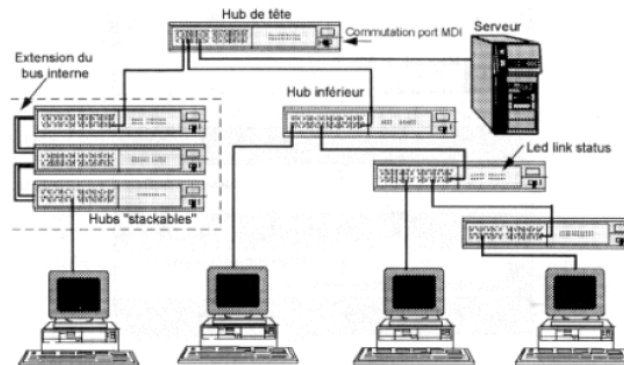 Hub de tête
Commutation port MDI
Serveur
Extension du
bus interne
Hub inférieur
Led link status
Hubs "stackables"